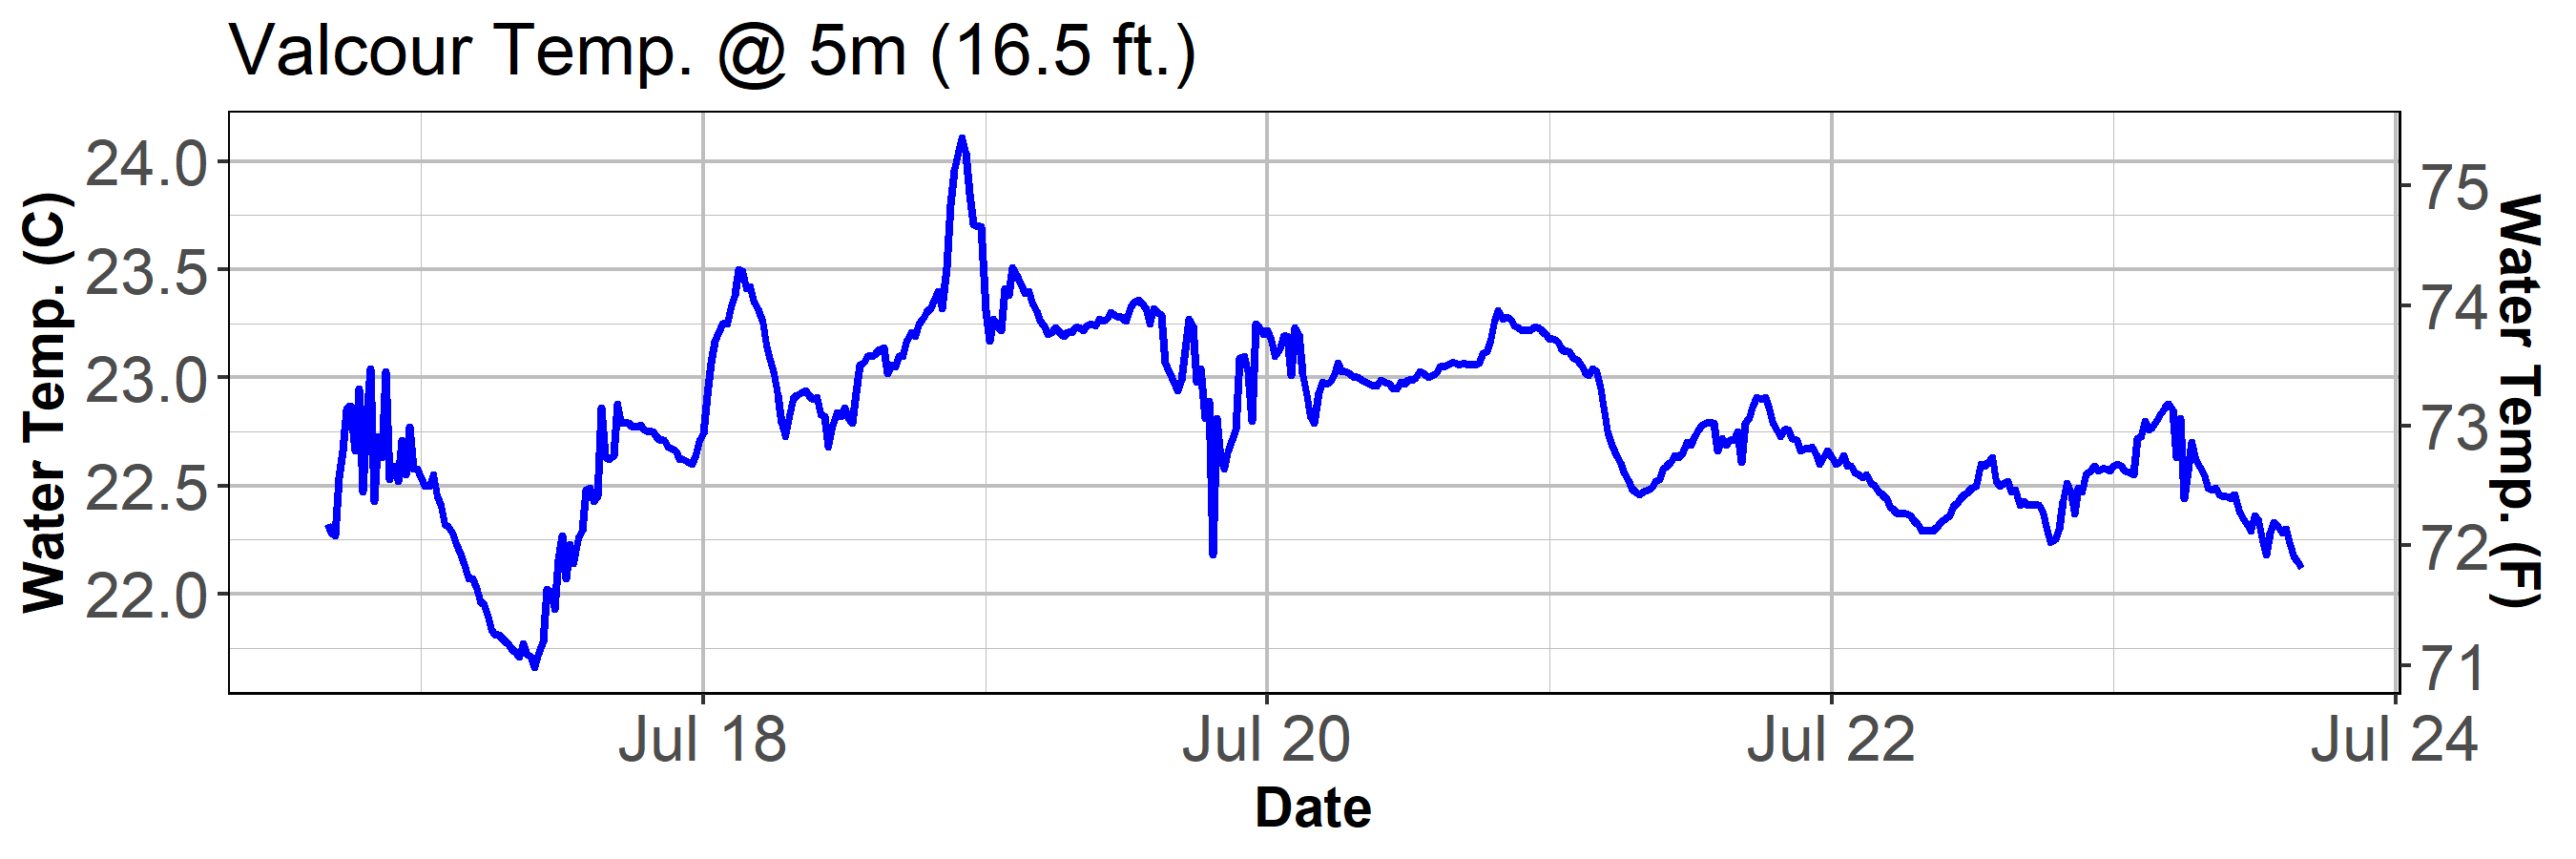 Valcour Temp. @ 5m (16.5 ft.)
Water Temp. (C)
24.0
23.5
23.0
22.5
22.0
75
74
73
72
71
Water Temp. (F)
Jul 18
Jul 20
Jul 22
Jul 24
Date